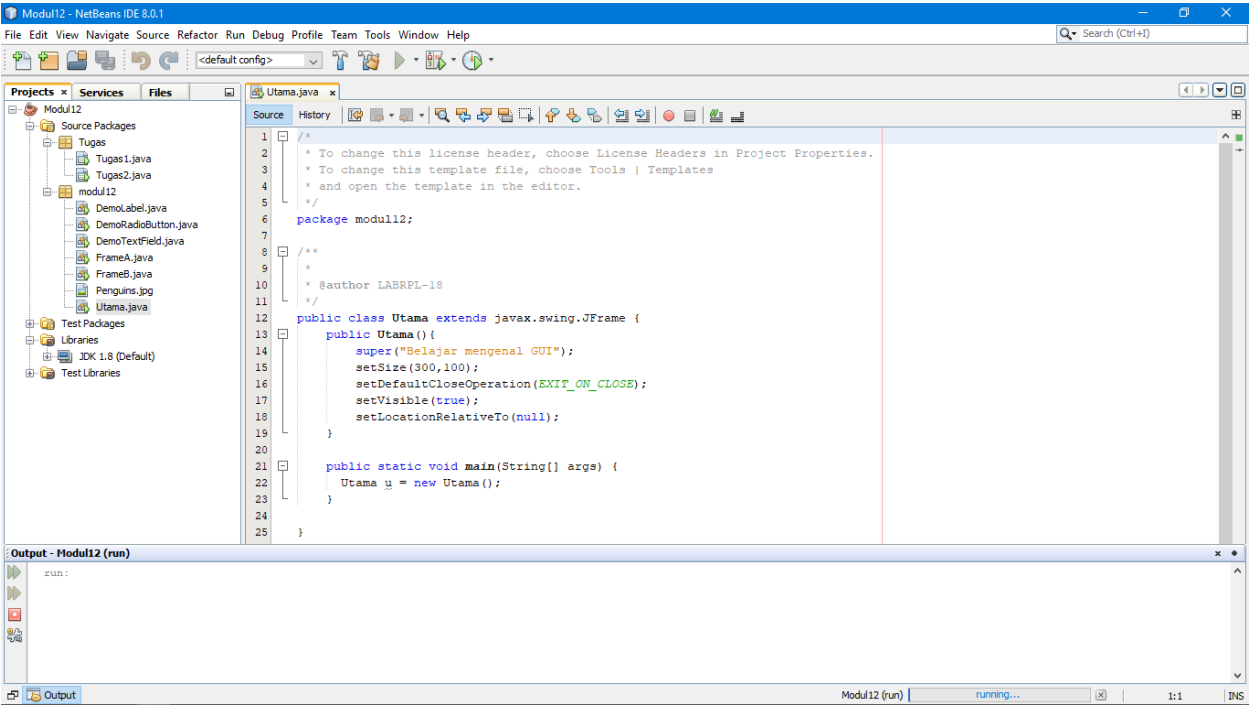 Modul12 - NetBeans IDE 8.0.1
File Edit View Navigate Source Refactor Run Debug Profile Team Tools Window Help
Search (Ctrl+I)
<default config>
Projects × Services Files
Modul12
Source Packages
Tugas
Tugas1.java
Tugas2.java
modul12
DemoLabel.java
DemoRadioButton.java
DemoTextField.java
FrameA.java
FrameB.java
Penguins.jpg
Utama.java
Test Packages
Libraries
JDK 1.8 (Default)
Test Libraries
Utama.java ×
Source History
1 /*
2 * To change this license header, choose License Headers in Project Properties.
3 * To change this template file, choose Tools | Templates
4 * and open the template in the editor.
5 */
6 package modul12;
7
8 /**
9 *
10 * @author LABRPL-18
11 */
12 public class Utama extends javax.swing.JFrame {
13 public Utama(){
14 super("Belajar mengenal GUI");
15 setSize(300,100);
16 setDefaultCloseOperation(EXIT_ON_CLOSE);
17 setVisible(true);
18 setLocationRelativeTo(null);
19 }
20
21 public static void main(String[] args) {
22 Utama u = new Utama();
23 }
24
25 }
Output - Modul12 (run)
run:
Output
Modul12 (run) running... 1:1 INS